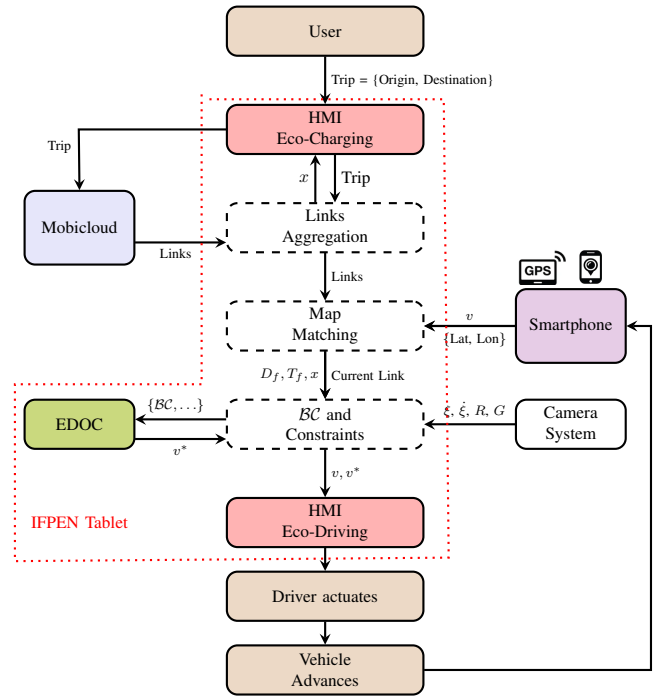 User
Trip = {Origin, Destination}
HMI
Eco-Charging
Trip
x
Trip
Mobicloud
Links
Links
Aggregation
Links
GPS
Map
Matching
v
{Lat, Lon}
Smartphone
D_f, T_f, x
Current Link
EDOC
{ℬ𝒞, ...}
v*
ℬ𝒞 and
Constraints
ξ, ξ̇, R, G
Camera
System
v, v*
IFPEN Tablet
HMI
Eco-Driving
Driver actuates
Vehicle
Advances